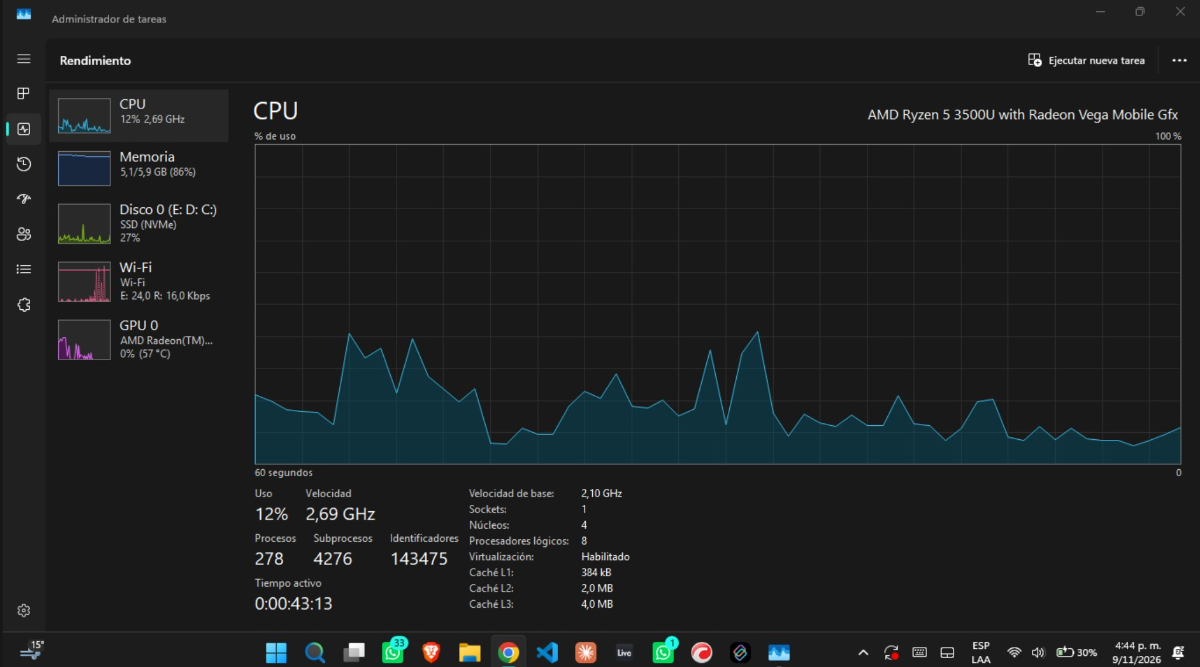 Administrador de tareas
Rendimiento
Ejecutar nueva tarea
CPU
12% 2,69 GHz
Memoria
5,1/5,9 GB (86%)
Disco 0 (E: D: C:)
SSD (NVMe)
27%
Wi-Fi
Wi-Fi
E: 24,0 R: 16,0 Kbps
GPU 0
AMD Radeon(TM)...
0% (57 °C)
CPU
AMD Ryzen 5 3500U with Radeon Vega Mobile Gfx
% de uso
100 %
60 segundos
0
Uso
Velocidad
12%
2,69 GHz
Procesos
Subprocesos
Identificadores
278
4276
143475
Tiempo activo
0:00:43:13
Velocidad de base: 2,10 GHz
Sockets: 1
Núcleos: 4
Procesadores lógicos: 8
Virtualización: Habilitado
Caché L1: 384 kB
Caché L2: 2,0 MB
Caché L3: 4,0 MB
15°
33
Live
1
ESP
LAA
30%
4:44 p. m.
9/11/2026